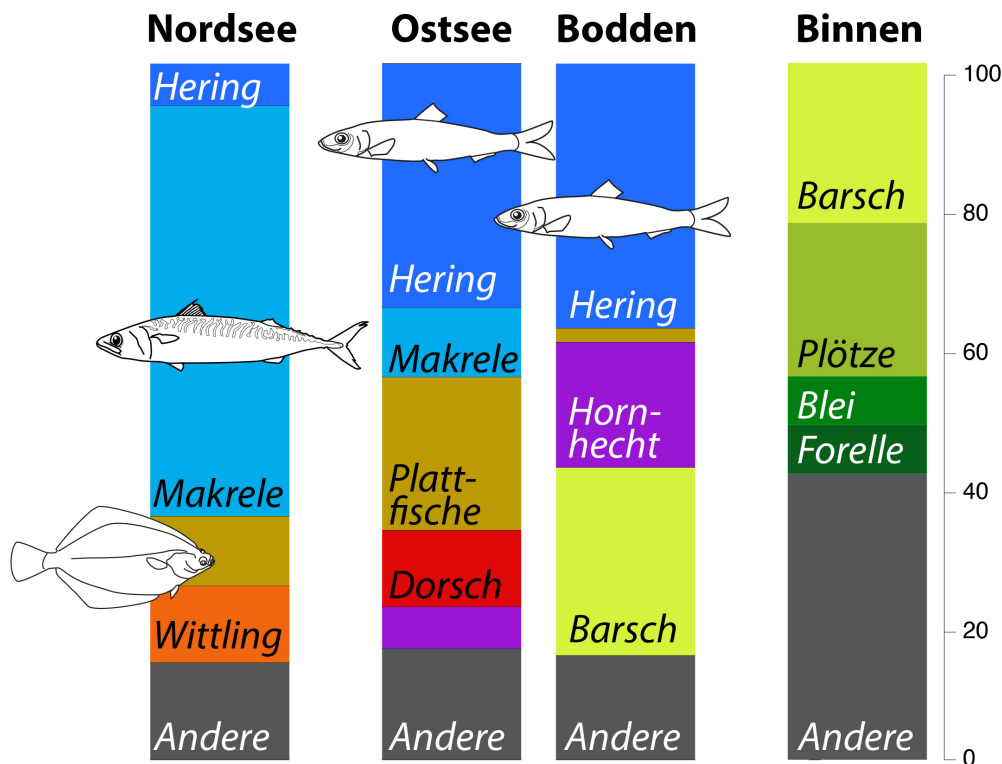 Nordsee
Ostsee
Bodden
Binnen
Hering
Makrele
Wittling
Andere
Hering
Makrele
Platt-
fische
Dorsch
Andere
Hering
Horn-
hecht
Barsch
Andere
Barsch
Plötze
Blei
Forelle
Andere
100
80
60
40
20
0